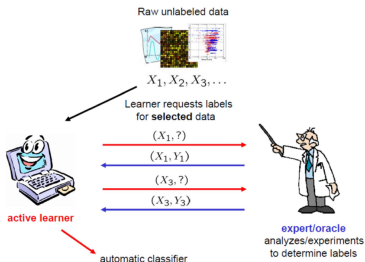 Raw unlabeled data
X₁, X₂, X₃, . . .
Learner requests labels
for selected data
(X₁, ?)
(X₁, Y₁)
(X₃, ?)
(X₃, Y₃)
active learner
expert/oracle
analyzes/experiments
to determine labels
automatic classifier